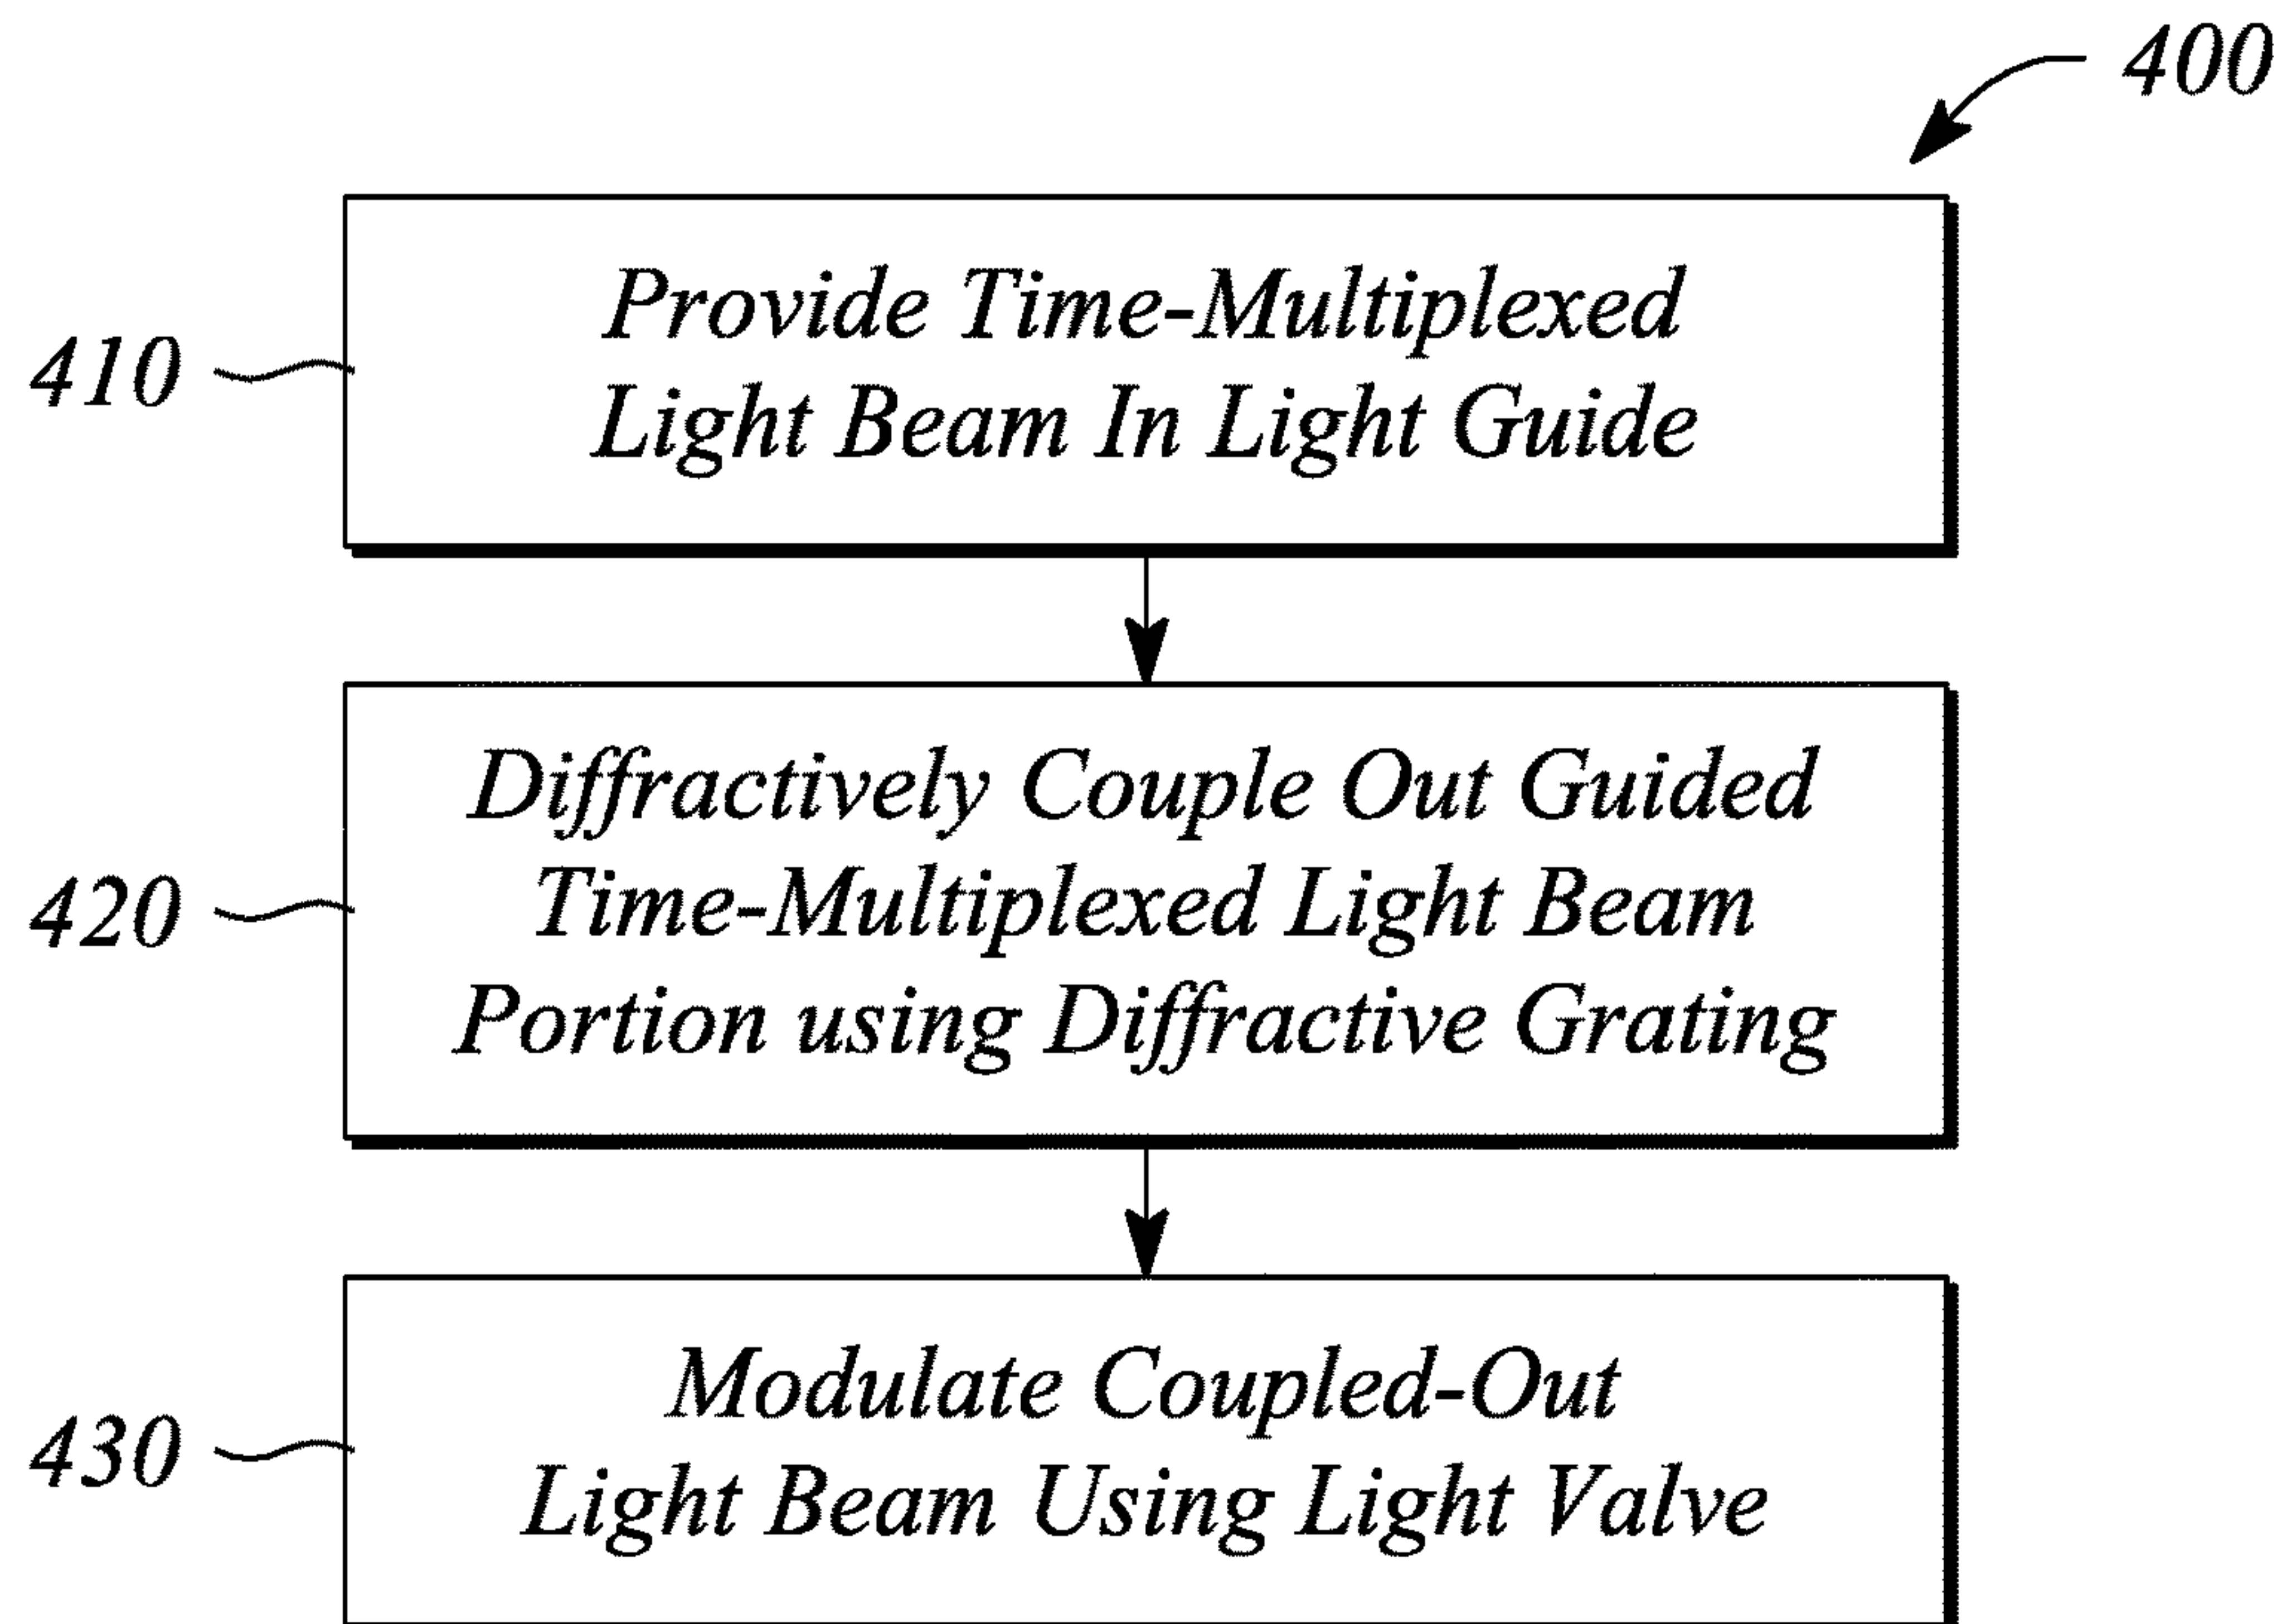 400
410
Provide Time-Multiplexed
Light Beam In Light Guide
420
Diffractively Couple Out Guided
Time-Multiplexed Light Beam
Portion using Diffractive Grating
430
Modulate Coupled-Out
Light Beam Using Light Valve